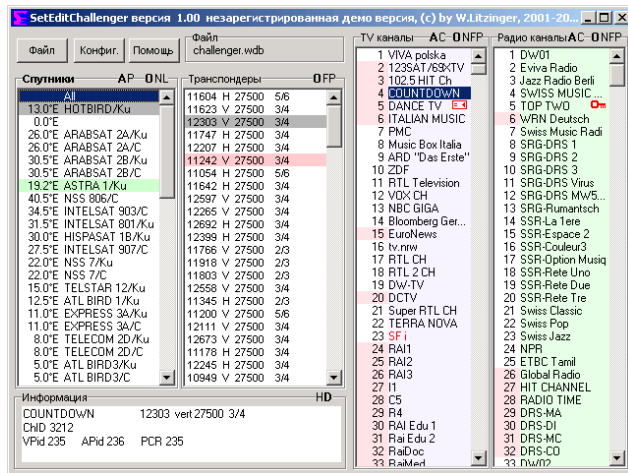 SetEditChallenger версия 1.00 незарегистрированная демо версия, (c) by W.Litzinger, 2001-20...
Файл
Конфиг.
Помощь
Файл
challenger.wdb
Спутники A P O N L
All
13.0°E HOTBIRD/Ku
0.0°E
26.0°E ARABSAT 2A/Ku
26.0°E ARABSAT 2A/C
30.5°E ARABSAT 2B/Ku
30.5°E ARABSAT 2B/C
19.2°E ASTRA 1/Ku
40.5°E NSS 806/C
34.5°E INTELSAT 903/C
31.5°E INTELSAT 801/Ku
30.0°E HISPASAT 1B/Ku
27.5°E INTELSAT 907/C
22.0°E NSS 7/Ku
22.0°E NSS 7/C
15.0°E TELSTAR 12/Ku
12.5°E ATL BIRD 1/Ku
11.0°E EXPRESS 3A/Ku
11.0°E EXPRESS 3A/C
8.0°E TELECOM 2D/Ku
8.0°E TELECOM 2D/C
5.0°E ATL BIRD3/Ku
5.0°E ATL BIRD3/C
Транспондеры O F P
11604 H 27500 5/6
11623 V 27500 3/4
12303 V 27500 3/4
11747 H 27500 3/4
12207 H 27500 3/4
11242 V 27500 3/4
11054 H 27500 5/6
11642 H 27500 3/4
12597 V 27500 3/4
12265 V 27500 3/4
12692 H 27500 3/4
12399 H 27500 3/4
11766 V 27500 2/3
11918 V 27500 2/3
11803 V 27500 2/3
12558 V 27500 3/4
11345 H 27500 2/3
11200 V 27500 5/6
12111 V 27500 3/4
12673 V 27500 3/4
11178 H 27500 3/4
12245 H 27500 3/4
10949 V 27500 3/4
Информация H D
COUNTDOWN 12303 vert 27500 3/4
ChID 3212
VPid 235 APid 236 PCR 235
TV каналы A C O N F P
1 VIVA polska
2 123SAT/69XTV
3 102.5 HIT Ch
4 COUNTDOWN
5 DANCE TV
6 ITALIAN MUSIC
7 PMC
8 Music Box Italia
9 ARD "Das Erste"
10 ZDF
11 RTL Television
12 VOX CH
13 NBC GIGA
14 Bloomberg Ger...
15 EuroNews
16 tv.nrw
17 RTL CH
18 RTL 2 CH
19 DW-TV
20 DCTV
21 Super RTL CH
22 TERRA NOVA
23 SF i
24 RAI1
25 RAI2
26 RAI3
27 I1
28 C5
29 R4
30 RAI Edu 1
31 Rai Edu 2
32 RaiDoc
33 RaiMed
Радио каналы A C O N F P
1 DW01
2 Eviva Radio
3 Jazz Radio Berli
4 SWISS MUSIC ...
5 TOP TWO
6 WRN Deutsch
7 Swiss Music Radi
8 SRG-DRS 1
9 SRG-DRS 2
10 SRG-DRS 3
11 SRG-DRS Virus
12 SRG-DRS MW5...
13 SRG-Rumantsch
14 SSR-La 1ere
15 SSR-Espace 2
16 SSR-Couleur3
17 SSR-Option Musiq
18 SSR-Rete Uno
19 SSR-Rete Due
20 SSR-Rete Tre
21 Swiss Classic
22 Swiss Pop
23 Swiss Jazz
24 NPR
25 ETBC Tamil
26 Global Radio
27 HIT CHANNEL
28 RADIO TIME
29 DRS-MA
30 DRS-DI
31 DRS-MC
32 DRS-CO
33 DW02